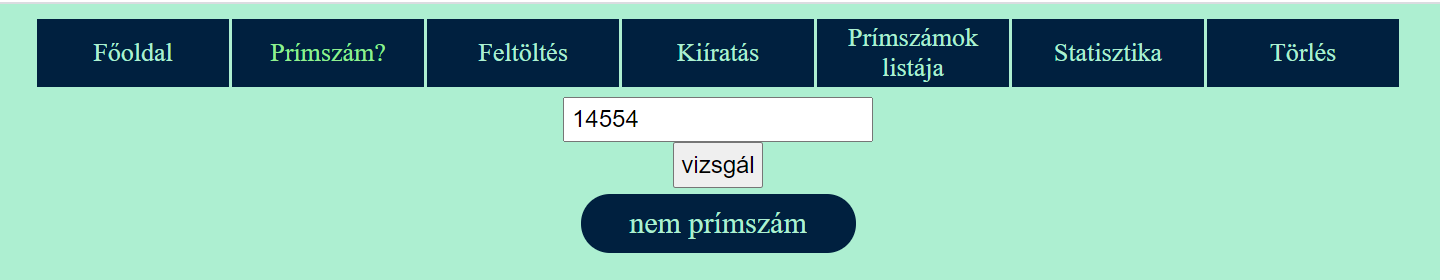 Főoldal
Prímszám?
Feltöltés
Kiíratás
Prímszámok
listája
Statisztika
Törlés
14554
vizsgál
nem prímszám